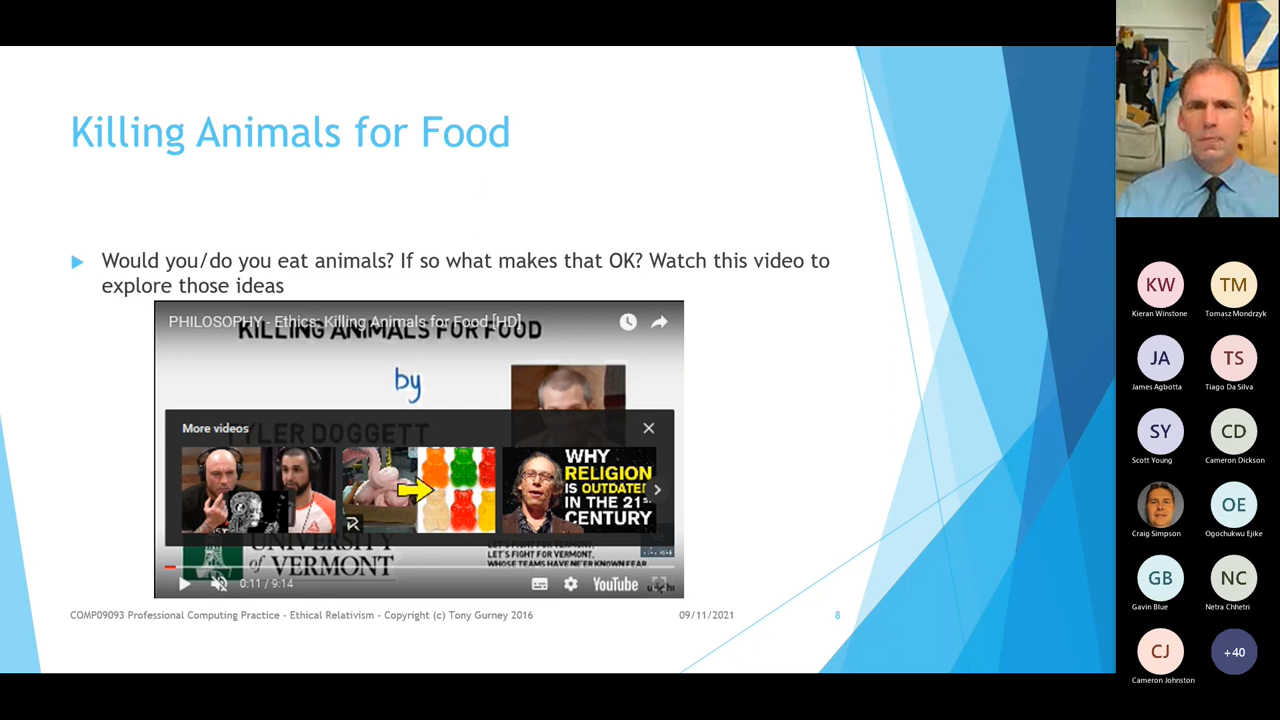 Killing Animals for Food
Would you/do you eat animals? If so what makes that OK? Watch this video to
explore those ideas
PHILOSOPHY - Ethics: Killing Animals for Food [HD]
KILLING ANIMALS FOR FOOD
by
TYLER DOGGETT
More videos
WHY
RELIGION
IS OUTDATED
IN THE 21
CENTURY
UNIVERSITY
of VERMONT
LET'S FIGHT FOR VERMONT,
LET'S FIGHT FOR VERMONT,
WHOSE TEAMS HAVE NE'ER KNOWN FEAR
0:11 / 9:14
YouTube
COMP09093 Professional Computing Practice - Ethical Relativism - Copyright (c) Tony Gurney 2016
09/11/2021
8
KW
TM
Kieran Winstone
Tomasz Mondrzyk
JA
TS
James Agbotta
Tiago Da Silva
SY
CD
Scott Young
Cameron Dickson
OE
Craig Simpson
Ogochukwu Ejike
GB
NC
Gavin Blue
Netra Chhetri
CJ
+40
Cameron Johnston